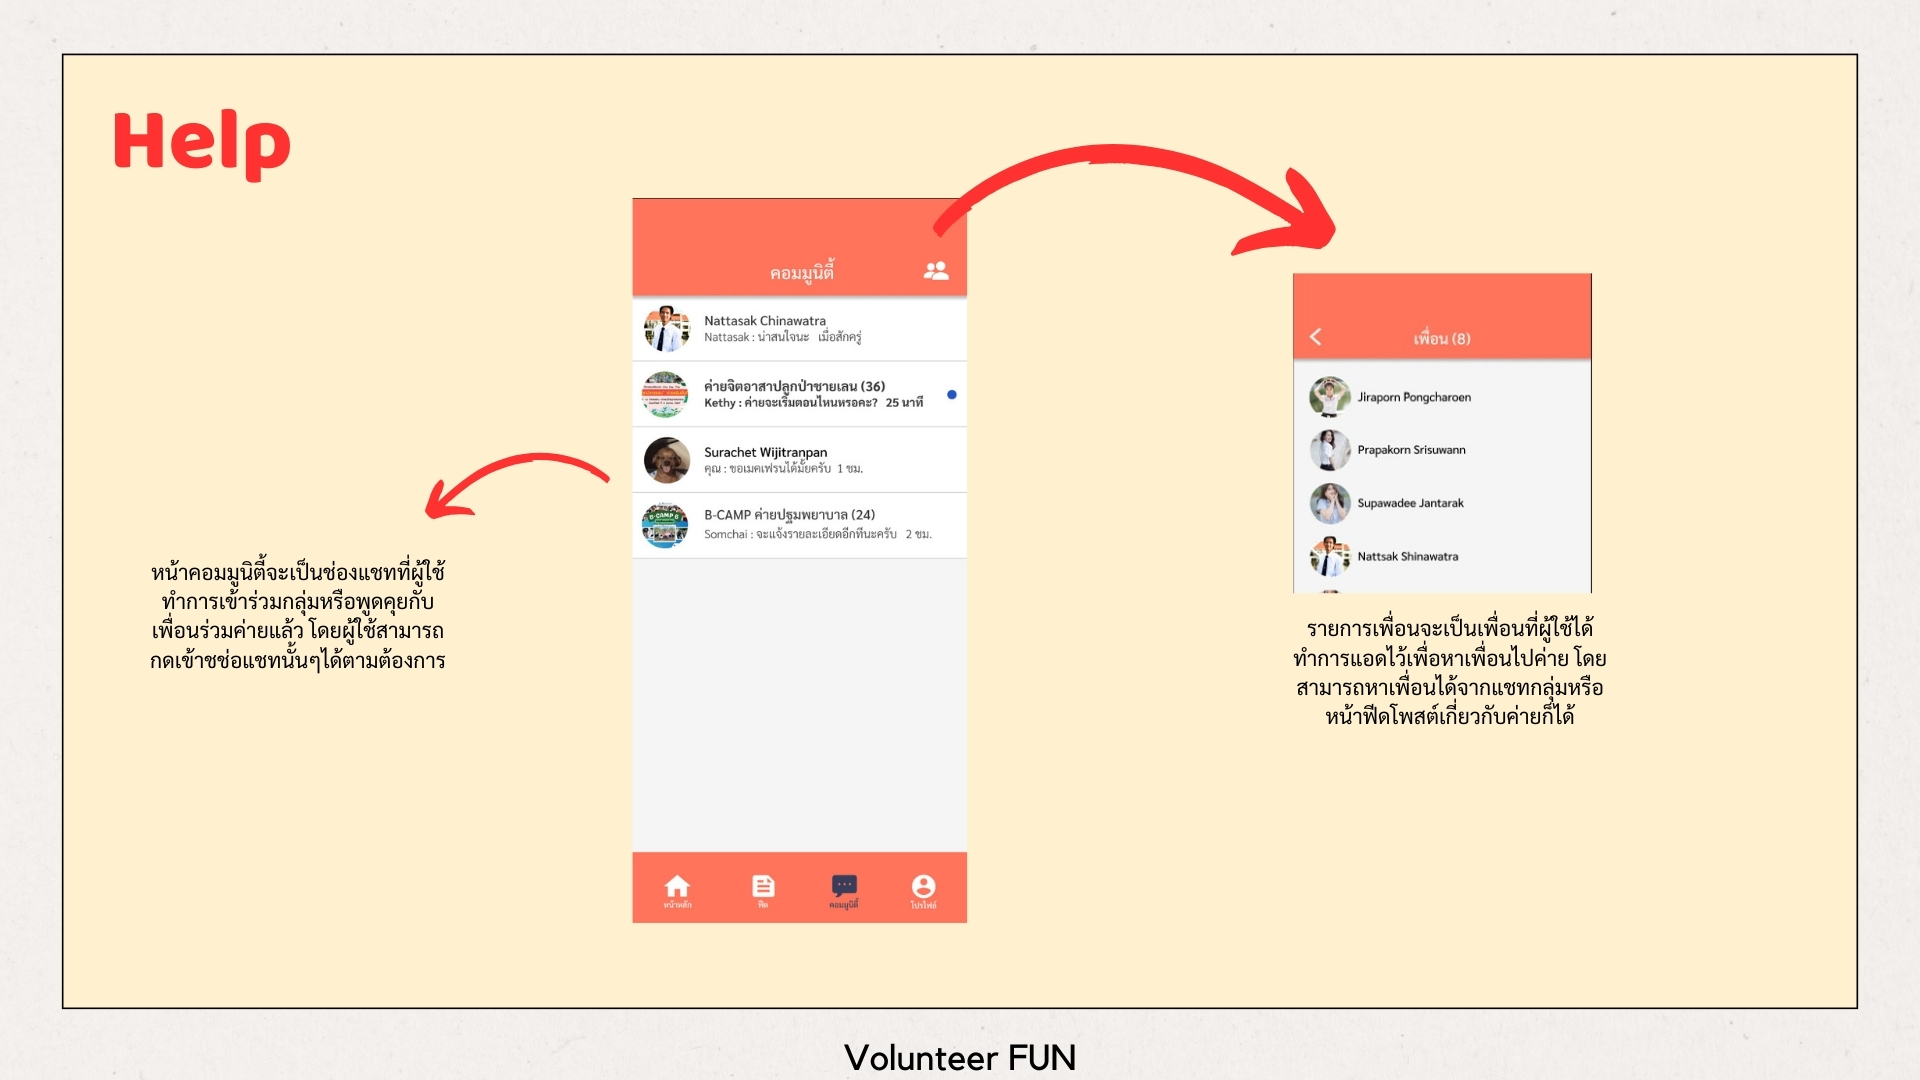 Help
คอมมูนิตี้
Nattasak Chinawatra
Nattasak : น่าสนใจนะ เมื่อสักครู่
ค่ายจิตอาสาปลูกป่าชายเลน (36)
Kethy : ค่ายจะเริ่มตอนไหนหรอคะ? 25 นาที
Surachet Wijitranpan
คุณ : ขอเมคเฟรนได้มั้ยครับ 1 ชม.
B-CAMP ค่ายปฐมพยาบาล (24)
Somchai : จะแจ้งรายละเอียดอีกทีนะครับ 2 ชม.
หน้าหลัก
ฟีด
คอมมูนิตี้
โปรไฟล์
หน้าคอมมูนิตี้จะเป็นช่องแชทที่ผู้ใช้
ทำการเข้าร่วมกลุ่มหรือพูดคุยกับ
เพื่อนร่วมค่ายแล้ว โดยผู้ใช้สามารถ
กดเข้าชช่อแชทนั้นๆได้ตามต้องการ
เพื่อน (8)
Jiraporn Pongcharoen
Prapakorn Srisuwann
Supawadee Jantarak
Nattsak Shinawatra
รายการเพื่อนจะเป็นเพื่อนที่ผู้ใช้ได้
ทำการแอดไว้เพื่อหาเพื่อนไปค่าย โดย
สามารถหาเพื่อนได้จากแชทกลุ่มหรือ
หน้าฟีดโพสต์เกี่ยวกับค่ายก็ได้
Volunteer FUN